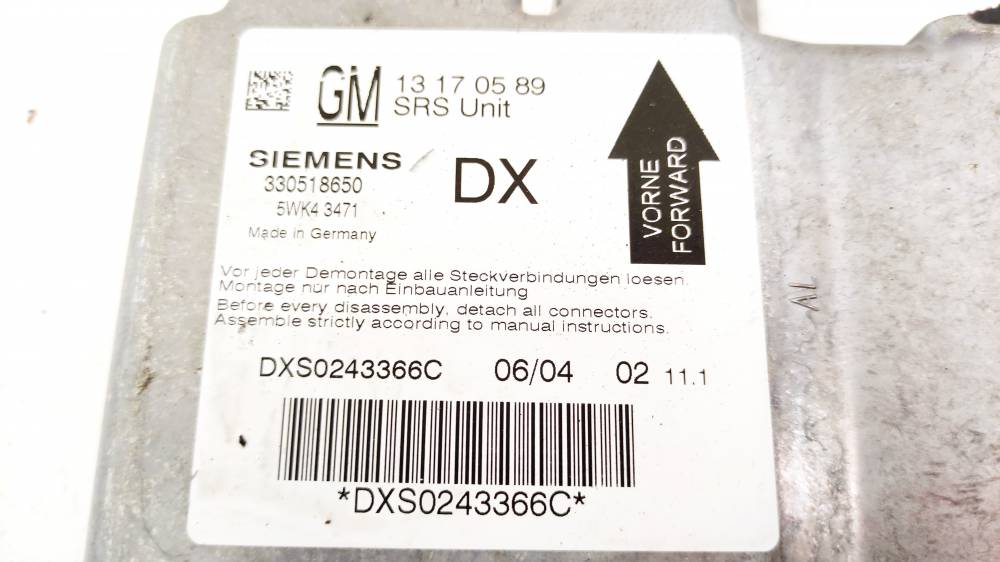 GM 13 17 05 89
SRS Unit
SIEMENS
330518650
5WK4 3471
Made in Germany
DX
VORNE
FORWARD
Vor jeder Demontage alle Steckverbindungen loesen.
Montage nur nach Einbauanleitung
Before every disassembly, detach all connectors.
Assemble strictly according to manual instructions.
DXS0243366C 06/04 02 11.1
*DXS0243366C*